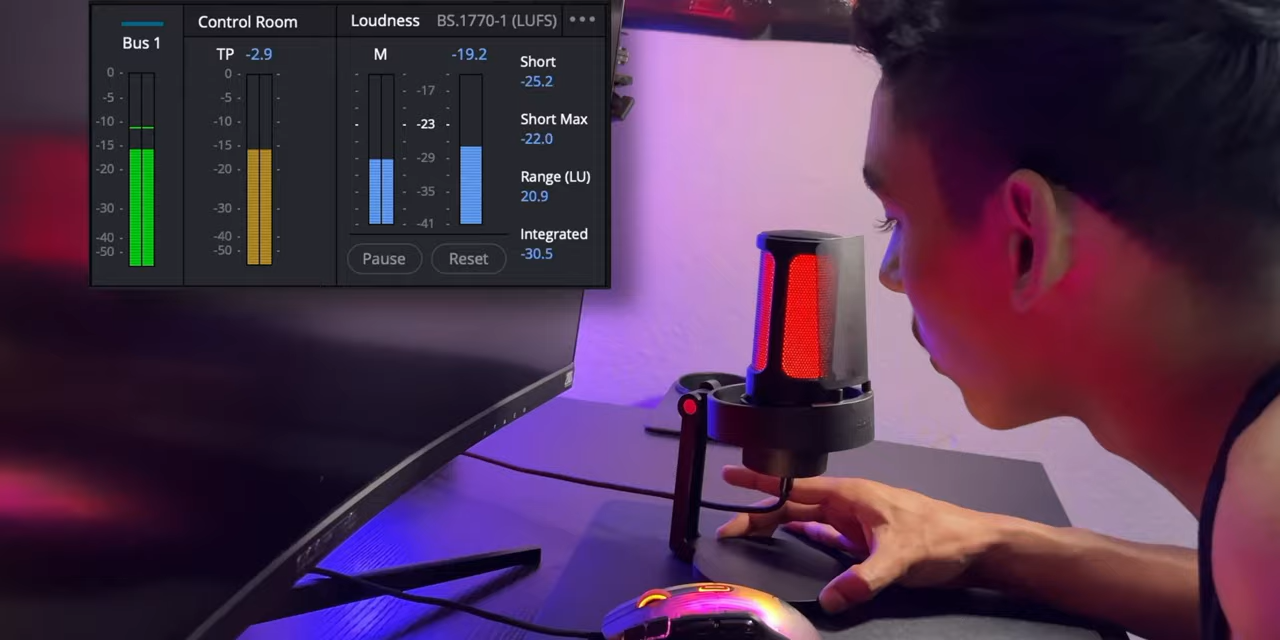 Bus 1
0
-5
-10
-15
-20
-30
-40
-50
Control Room
TP -2.9
0
-5
-10
-15
-20
-30
-40
-50
Loudness BS.1770-1 (LUFS) •••
M -19.2
-17
-23
-29
-35
-41
Pause Reset
Short
-25.2
Short Max
-22.0
Range (LU)
20.9
Integrated
-30.5